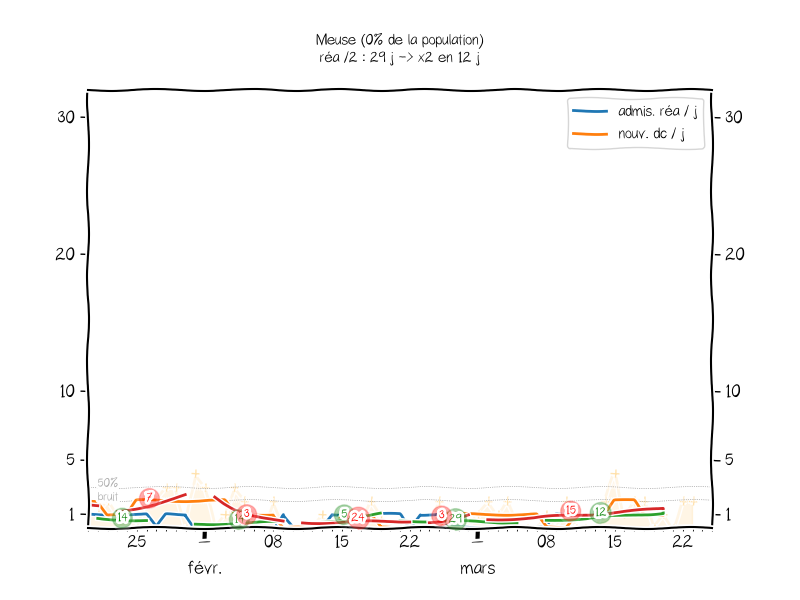 Meuse (0% de la population)
réa /2 : 29 j -> x2 en 12 j
admis. réa / j
nouv. dc / j
30 30
20 20
10 10
5 5
50%
bruit
1 1
14 7 3 5 24 3 29 15 12
25 08 15 22 08 15 22
févr. mars